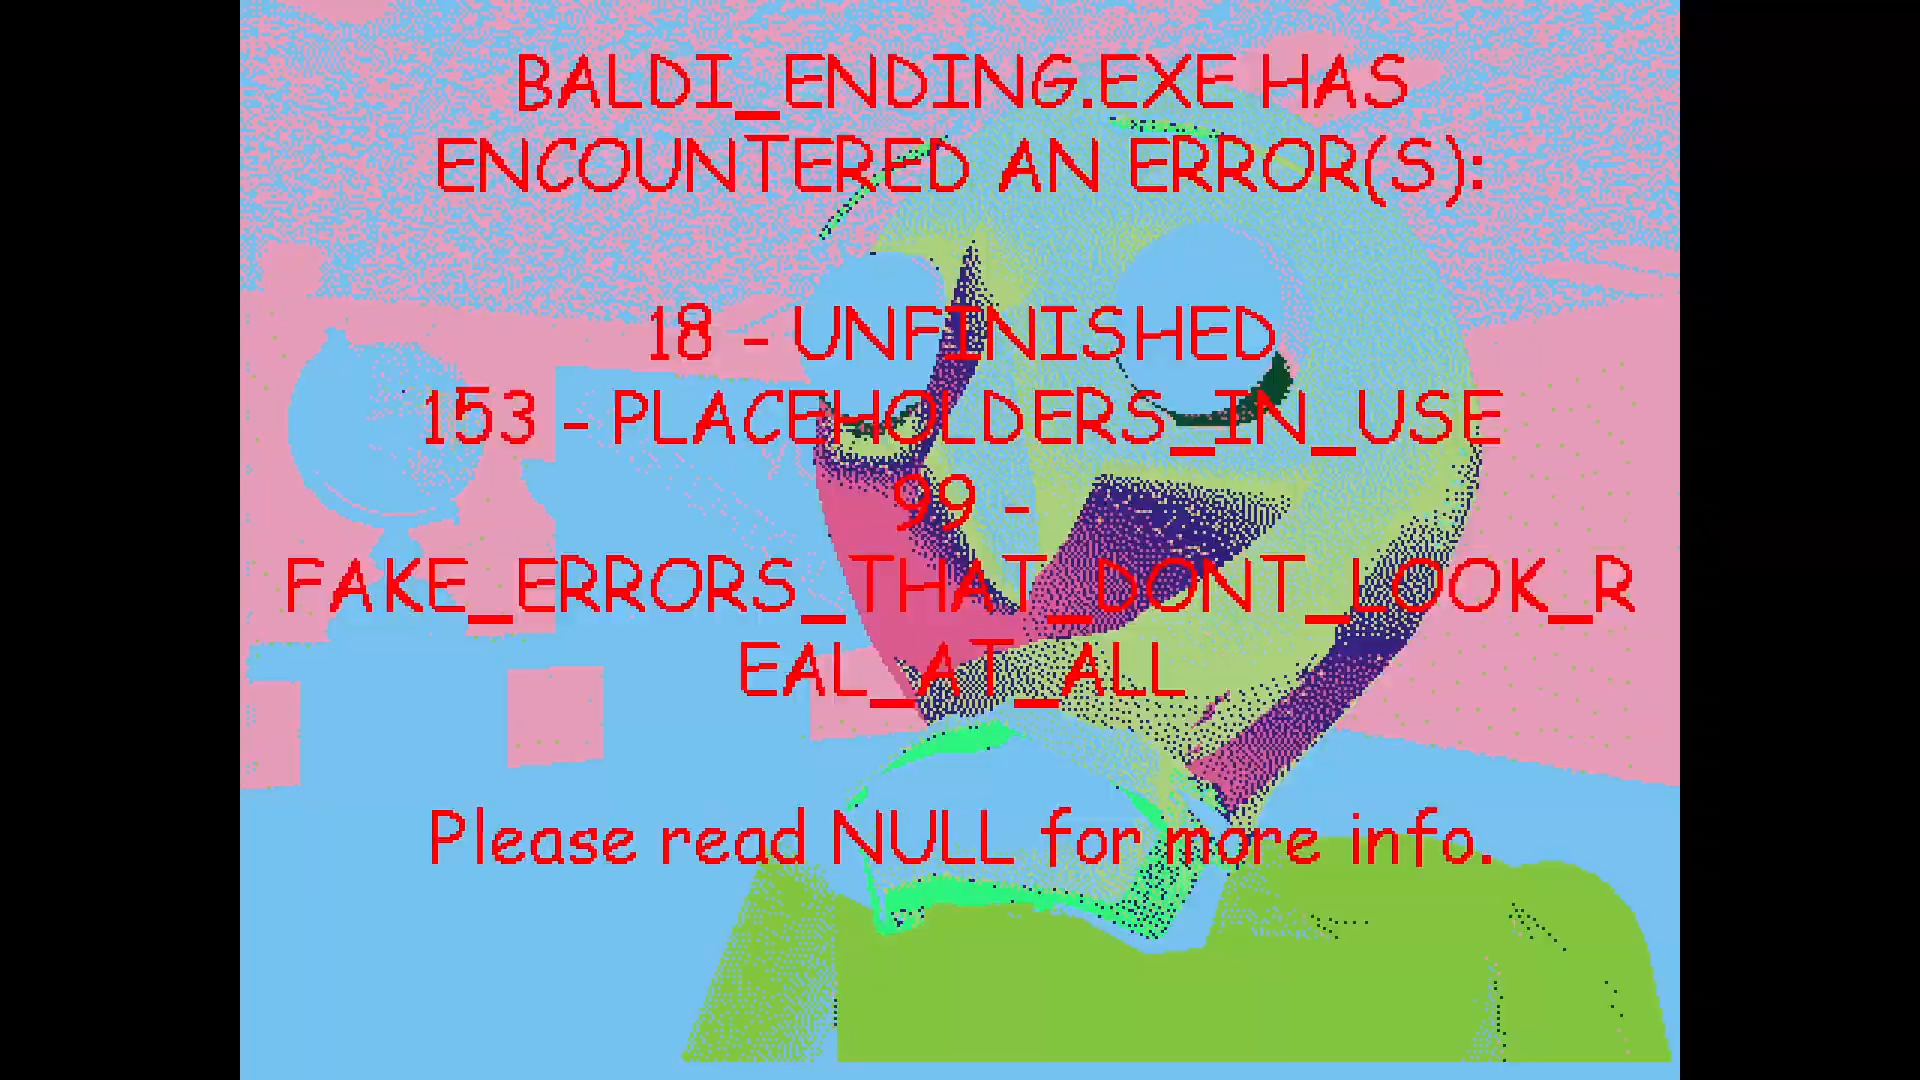 BALDI_ENDING.EXE HAS
ENCOUNTERED AN ERROR(S):
18 - UNFINISHED
153 - PLACEHOLDERS_IN_USE
99 -
FAKE_ERRORS_THAT_DONT_LOOK_R
EAL_AT_ALL
Please read NULL for more info.